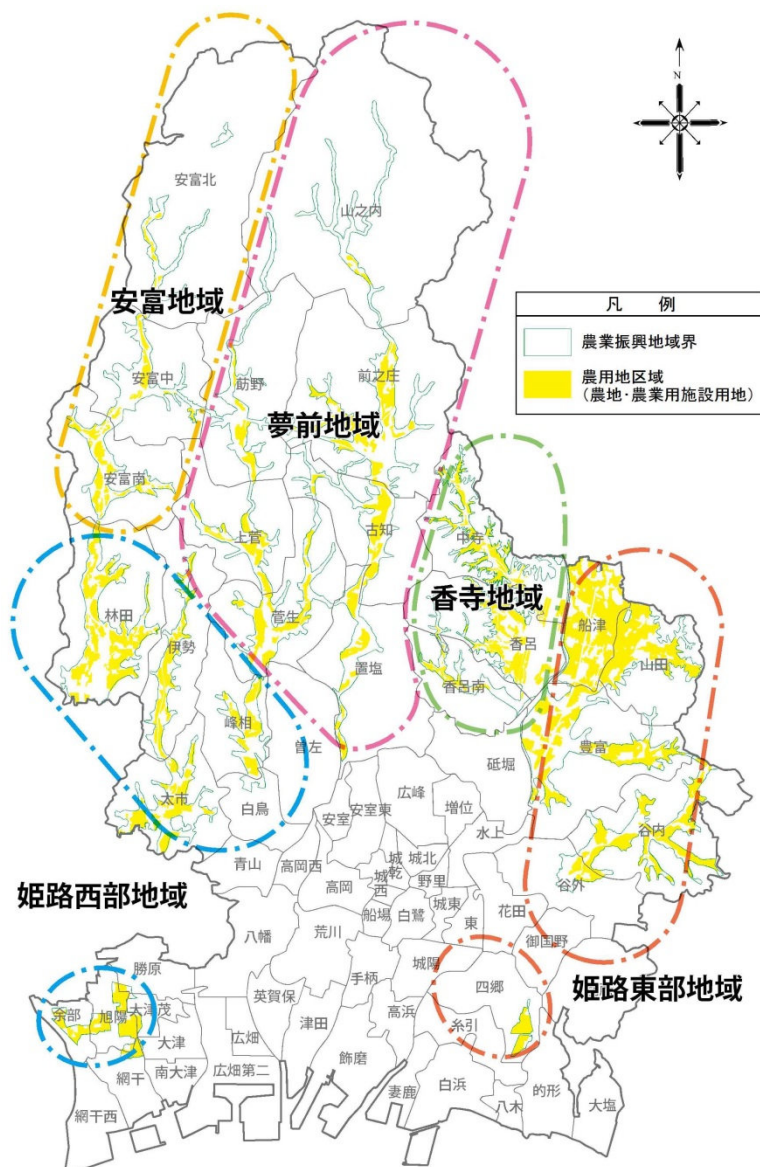 N
安富北
山之内
安富地域
凡 例
農業振興地域界
農用地区域
(農地・農業用施設用地)
安富中
莇野
前之庄
夢前地域
安富南
上菅
古知
中寺
香寺地域
林田
伊勢
菅生
香呂
船津
山田
置塩
香呂南
峰相
曽左
砥堀
豊富
太市
白鳥
安室
安室東
広峰
増位
水上
谷内
青山
高岡西
高岡
城西
城乾
城北
野里
谷外
姫路西部地域
船場
白鷺
城東
東
花田
御国野
八幡
荒川
手柄
城陽
四郷
姫路東部地域
勝原
余部
旭陽
大津茂
大津
英賀保
津田
高浜
糸引
広畑
網干
南大津
広畑第二
飾磨
妻鹿
白浜
八木
的形
大塩
網干西